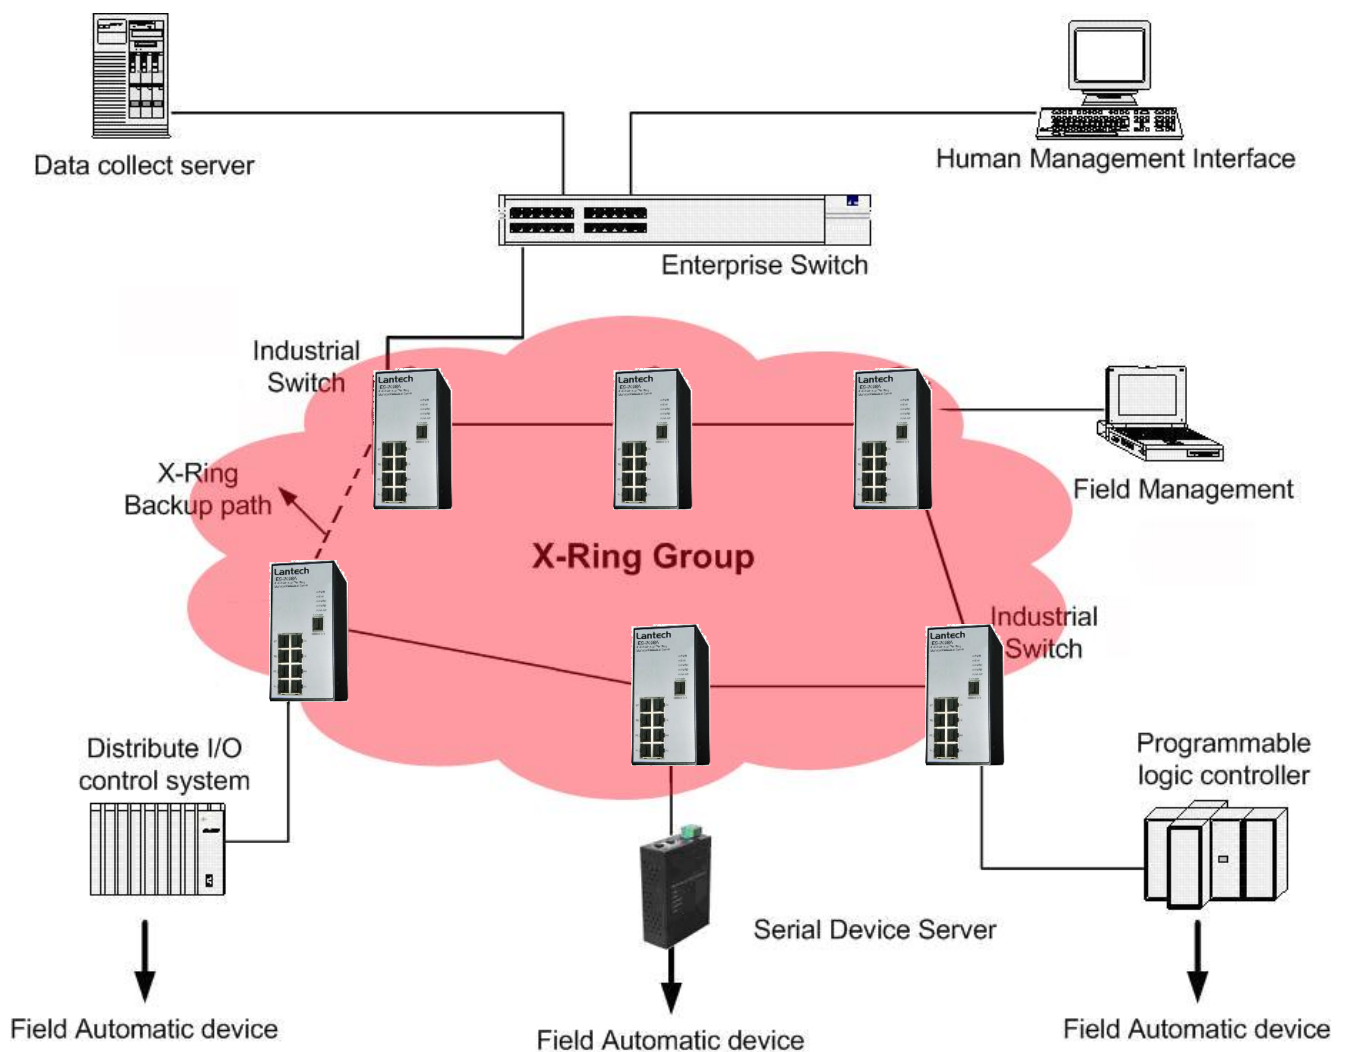 Data collect server
Human Management Interface
Enterprise Switch
Industrial
Switch
Lantech
Lantech
Lantech
X-Ring
Backup path
Field Management
X-Ring Group
Lantech
Industrial
Switch
Lantech
Lantech
Distribute I/O
control system
Programmable
logic controller
Serial Device Server
Field Automatic device
Field Automatic device
Field Automatic device